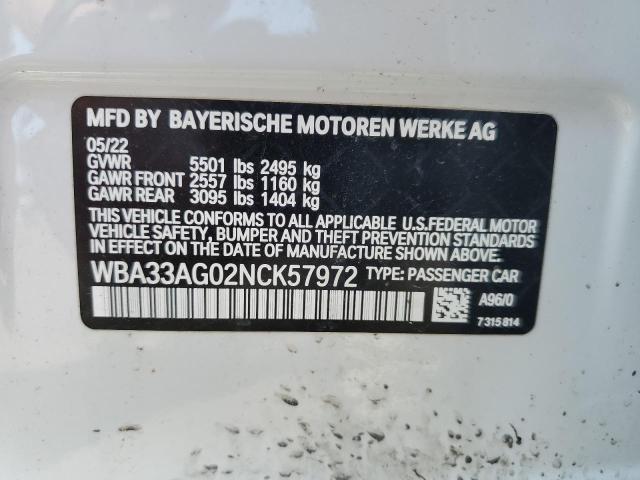 MFD BY BAYERISCHE MOTOREN WERKE AG
05/22
GVWR 5501 lbs 2495 kg
GAWR FRONT 2557 lbs 1160 kg
GAWR REAR 3095 lbs 1404 kg
THIS VEHICLE CONFORMS TO ALL APPLICABLE U.S.FEDERAL MOTOR
VEHICLE SAFETY, BUMPER AND THEFT PREVENTION STANDARDS
IN EFFECT ON THE DATE OF MANUFACTURE SHOWN ABOVE.
WBA33AG02NCK57972 TYPE: PASSENGER CAR
A96/0
7315814